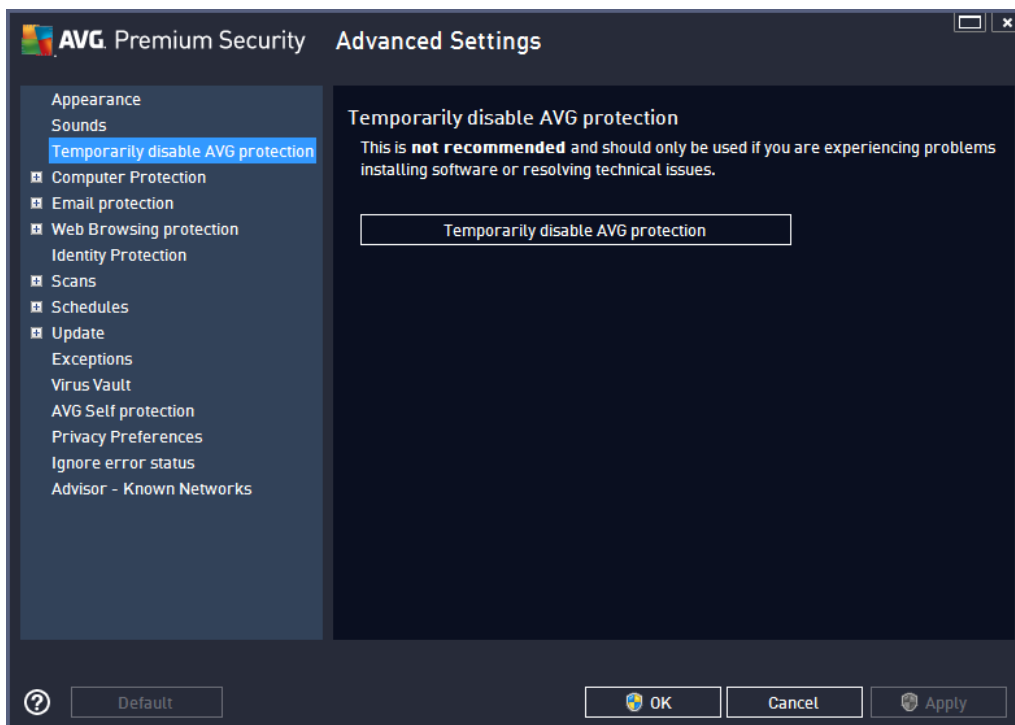 AVG. Premium Security
Advanced Settings
Appearance
Sounds
Temporarily disable AVG protection
Computer Protection
Email protection
Web Browsing protection
Identity Protection
Scans
Schedules
Update
Exceptions
Virus Vault
AVG Self protection
Privacy Preferences
Ignore error status
Advisor - Known Networks
Temporarily disable AVG protection
This is not recommended and should only be used if you are experiencing problems
installing software or resolving technical issues.
Temporarily disable AVG protection
Default
OK
Cancel
Apply